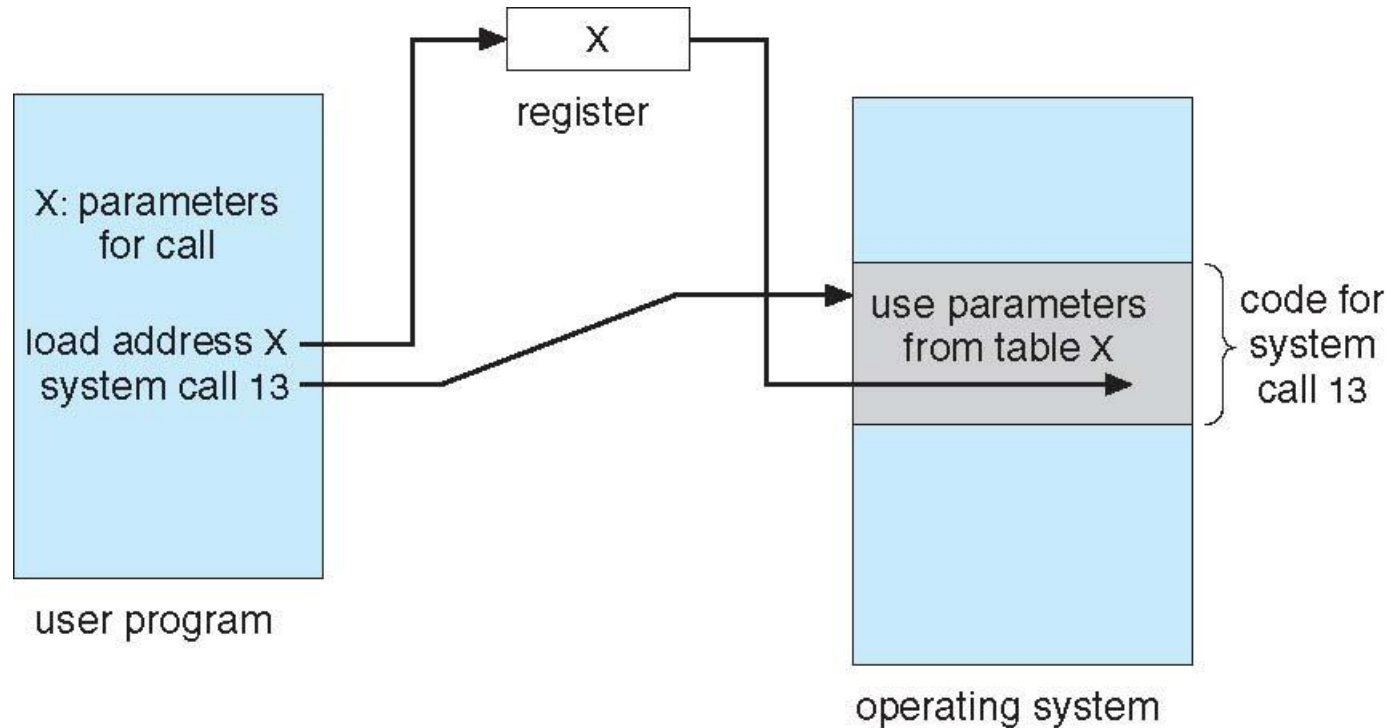 X
register
X: parameters
for call
load address X
system call 13
user program
use parameters
from table X
code for
system
call 13
operating system